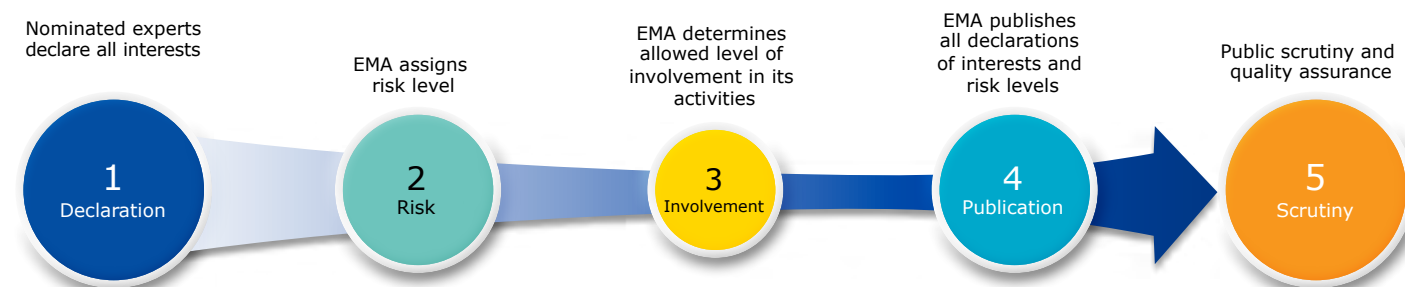 Nominated experts
declare all interests
1
Declaration
EMA assigns
risk level
2
Risk
EMA determines
allowed level of
involvement in its
activities
3
Involvement
EMA publishes
all declarations
of interests and
risk levels
4
Publication
Public scrutiny and
quality assurance
5
Scrutiny